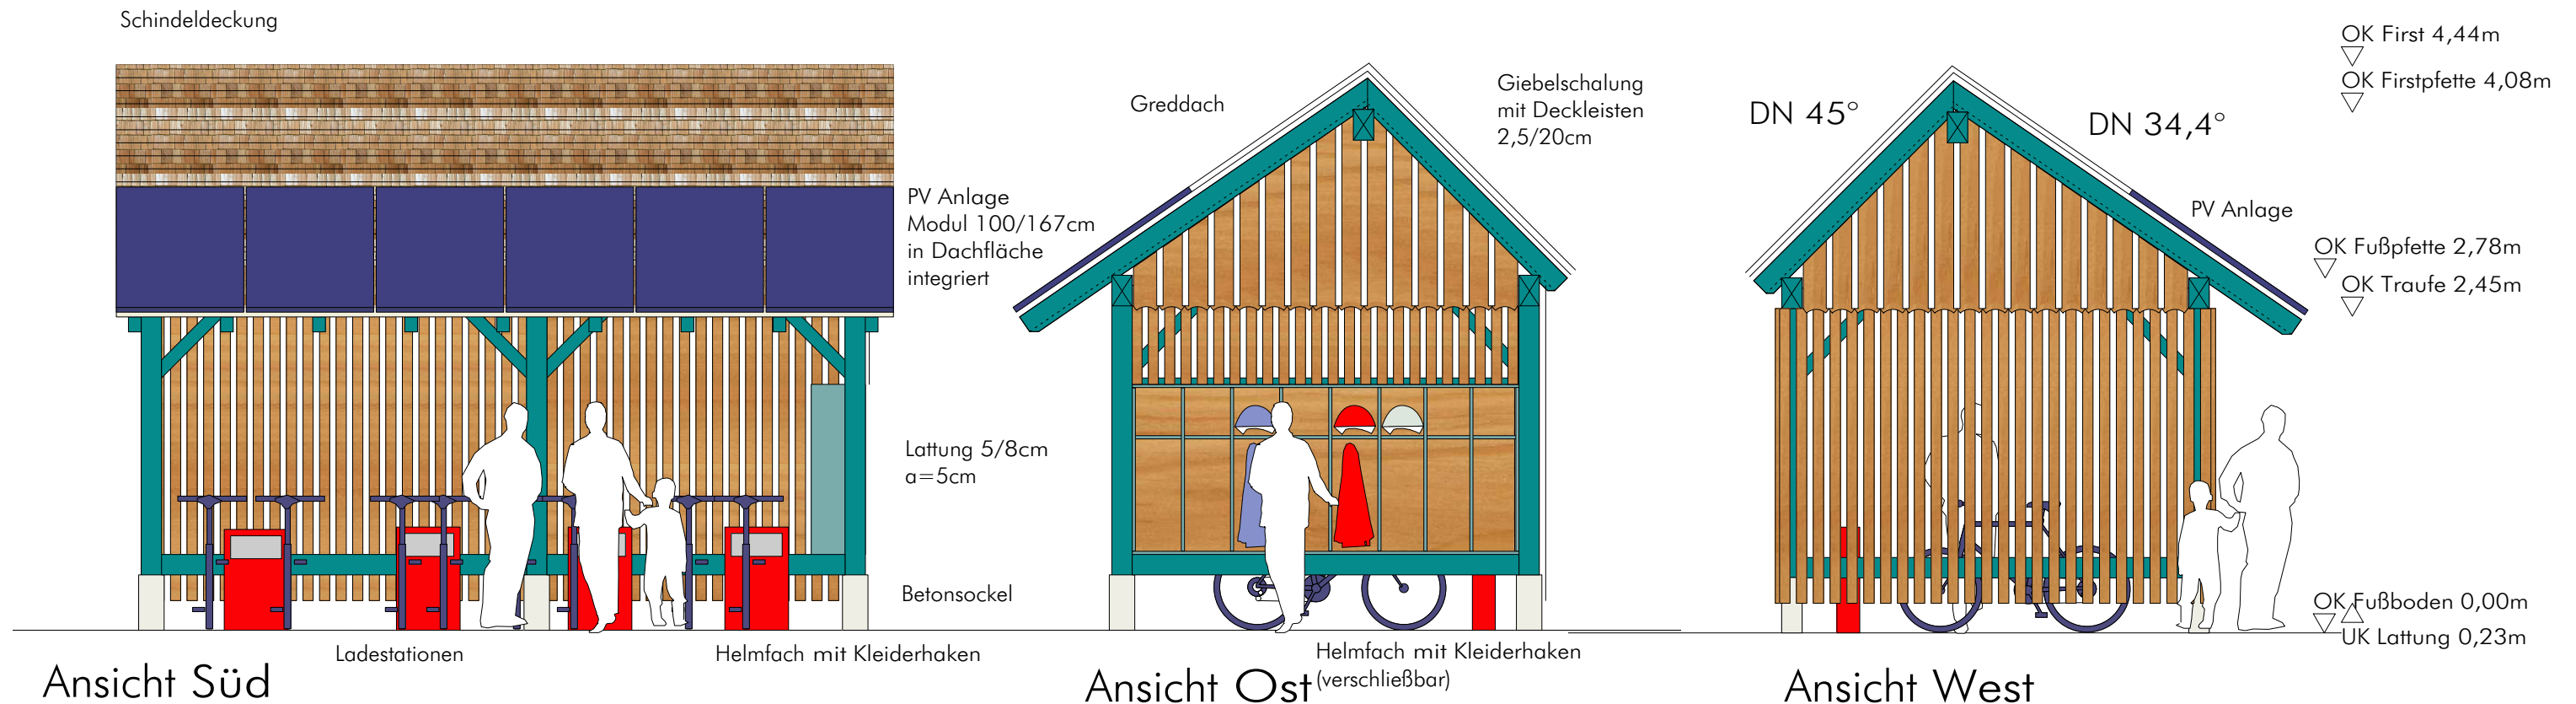 Schindeldeckung
PV Anlage
Modul 100/167cm
in Dachfläche
integriert
Lattung 5/8cm
a=5cm
Betonsockel
Ladestationen
Helmfach mit Kleiderhaken
Ansicht Süd
Greddach
Giebelschalung
mit Deckleisten
2,5/20cm
Helmfach mit Kleiderhaken
(verschließbar)
Ansicht Ost
DN 45°
DN 34,4°
PV Anlage
OK First 4,44m
OK Firstpfette 4,08m
OK Fußpfette 2,78m
OK Traufe 2,45m
OK Fußboden 0,00m
UK Lattung 0,23m
Ansicht West